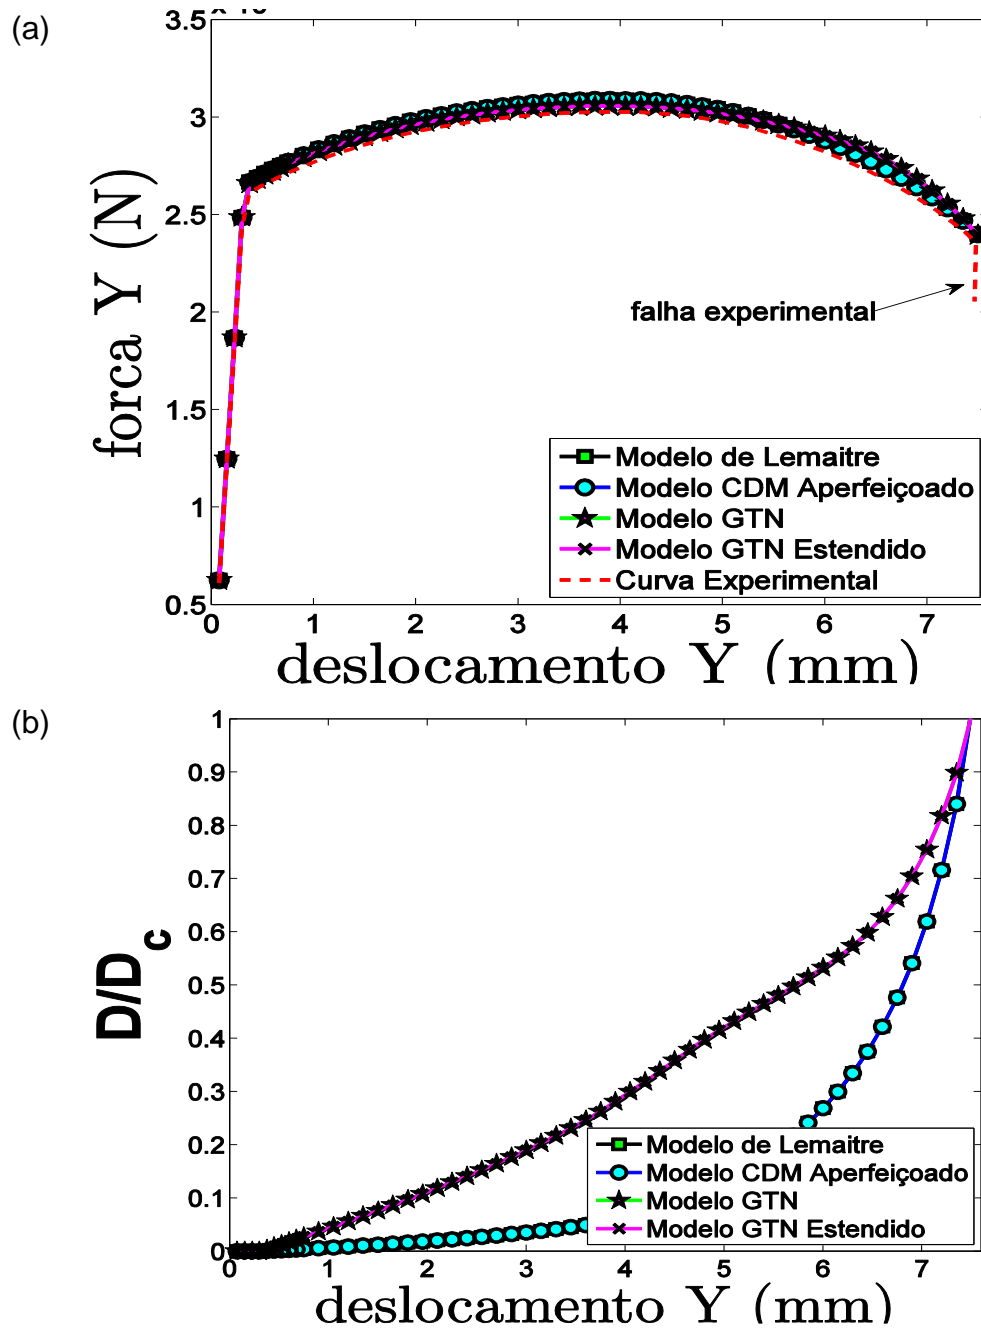 (a)
3.5
3
2.5
2
1.5
1
0.5
0 1 2 3 4 5 6 7
forca Y (N)
falha experimental
Modelo de Lemaitre
Modelo CDM Aperfeiçoado
Modelo GTN
Modelo GTN Estendido
Curva Experimental
deslocamento Y (mm)
(b)
1
0.9
0.8
0.7
0.6
0.5
0.4
0.3
0.2
0.1
0
0 1 2 3 4 5 6 7
D/Dc
Modelo de Lemaitre
Modelo CDM Aperfeiçoado
Modelo GTN
Modelo GTN Estendido
deslocamento Y (mm)